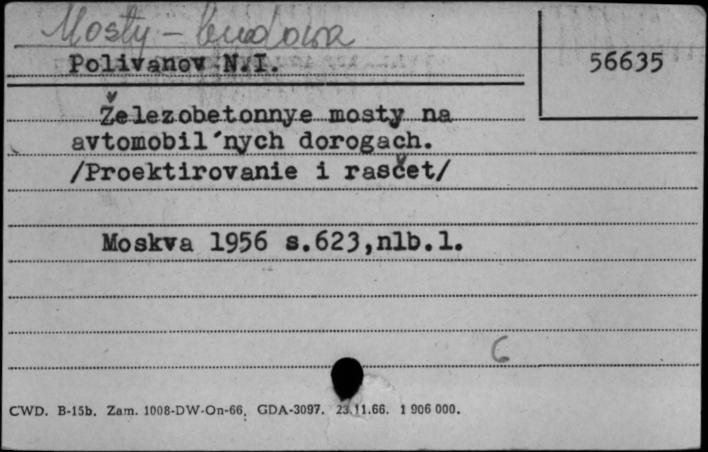 Mosty - budowa
Polivanov N.I.
56635
Železobetonnye mosty na
avtomobil´nych dorogach.
/Proektirovanie i rasčet/
Moskva 1956 s.623,nlb.1.
6
CWD. B-15b. Zam. 1008-DW-On-66. GDA-3097. 23.11.66. 1 906 000.